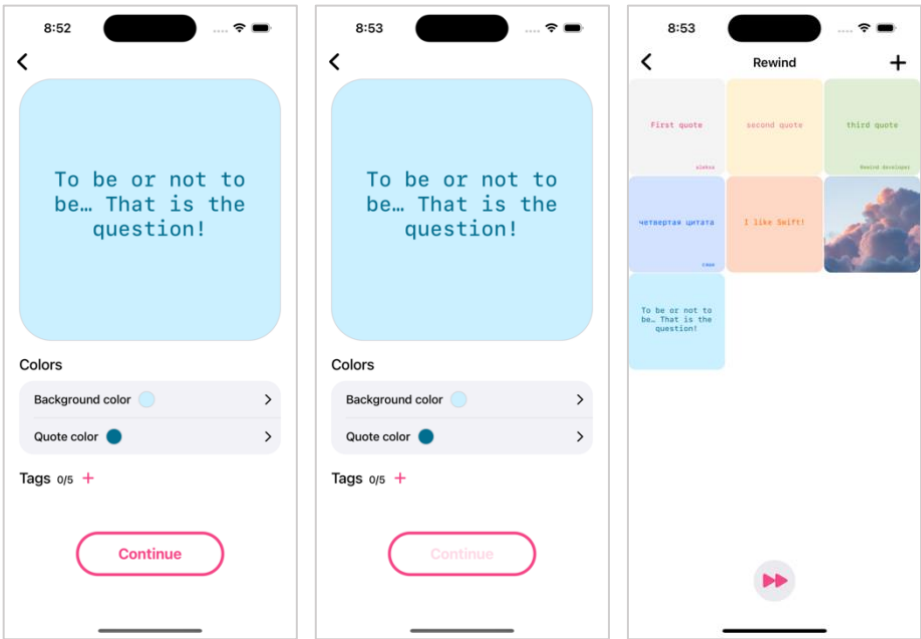 8:52
To be or not to
be… That is the
question!
Colors
Background color
Quote color
Tags 0/5 +
Continue
8:53
To be or not to
be… That is the
question!
Colors
Background color
Quote color
Tags 0/5 +
Continue
8:53
Rewind +
First quote
second quote
third quote
Rewind developer
четвертая цитата
I like Swift!
To be or not to
be… That is the
question!